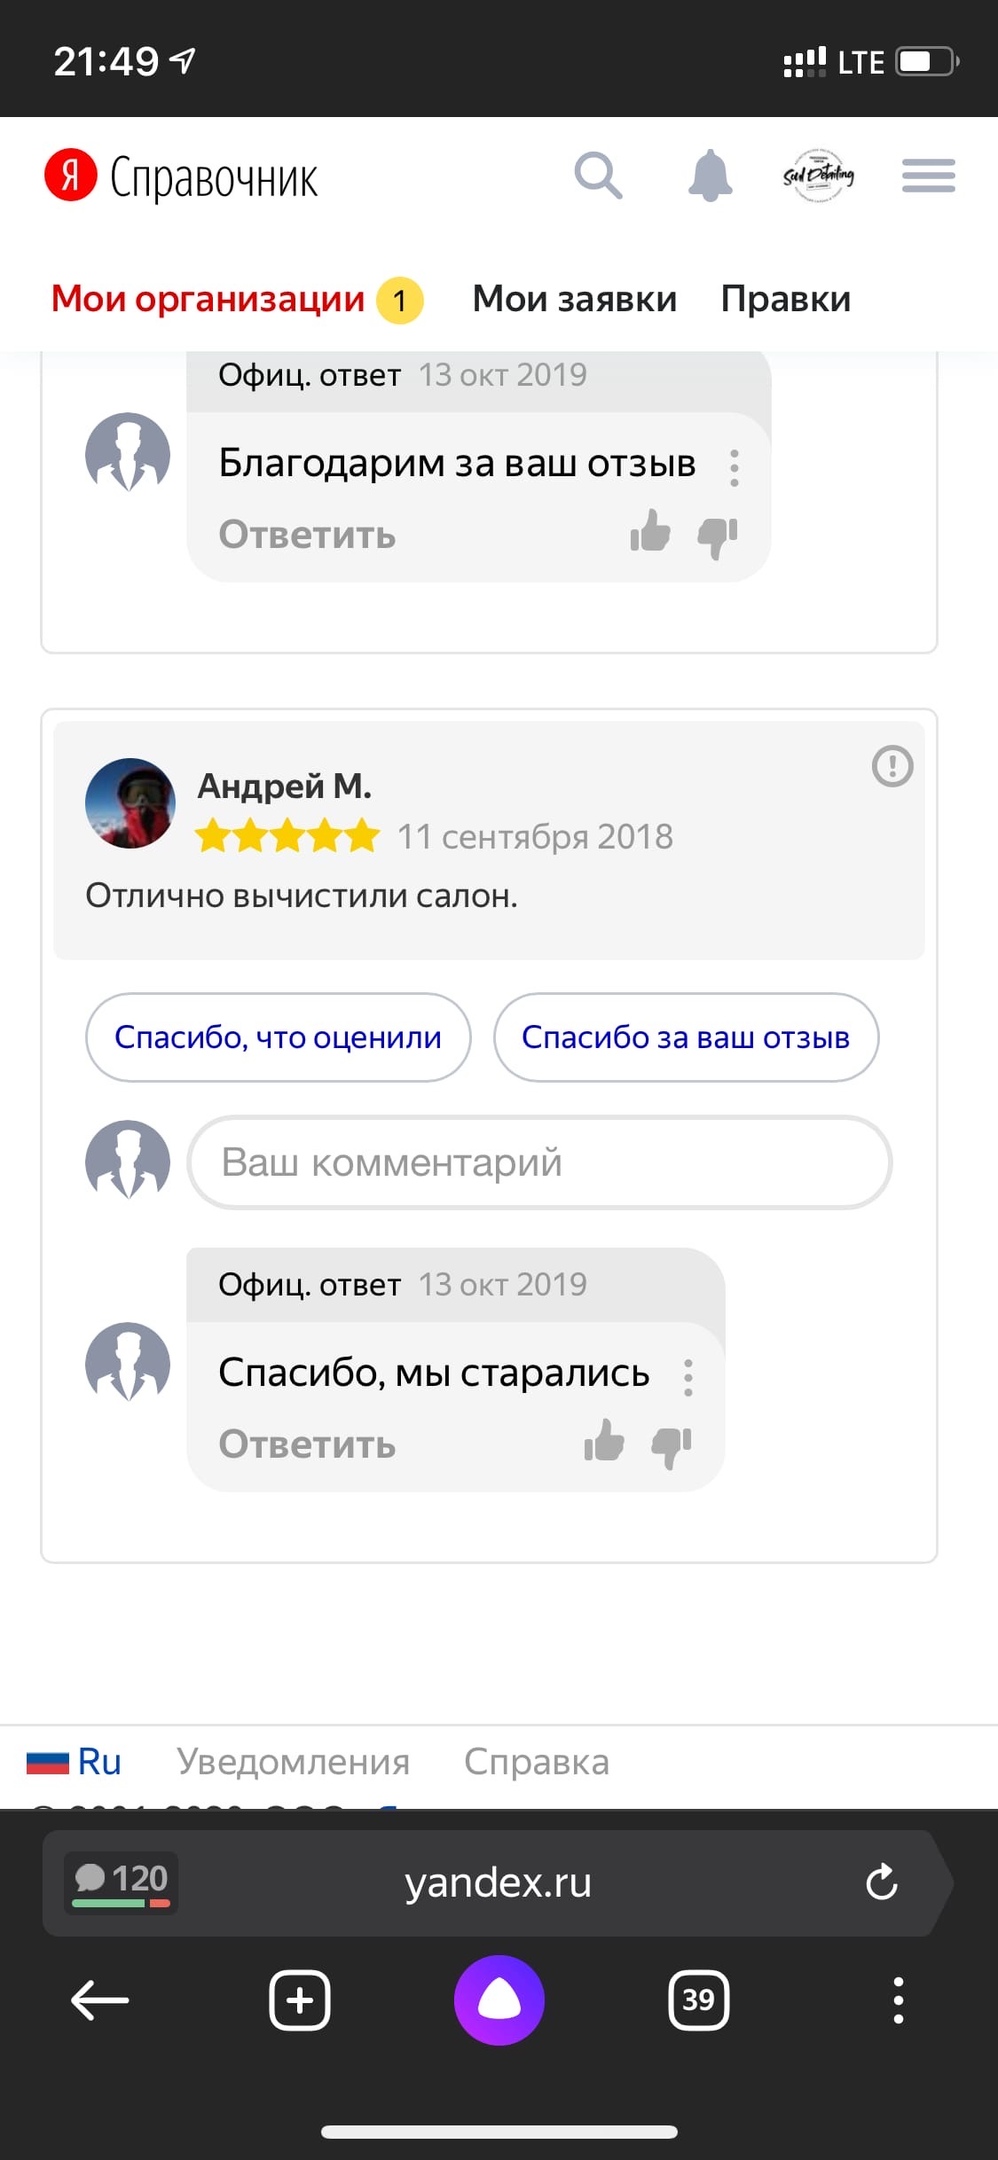 21:49
LTE
Я Справочник
Sold Detailing
Мои организации 1 Мои заявки Правки
Офиц. ответ 13 окт 2019
Благодарим за ваш отзыв
Ответить
Андрей М.
11 сентября 2018
Отлично вычистили салон.
Спасибо, что оценили Спасибо за ваш отзыв
Ваш комментарий
Офиц. ответ 13 окт 2019
Спасибо, мы старались
Ответить
Ru Уведомления Справка
120 yandex.ru
39